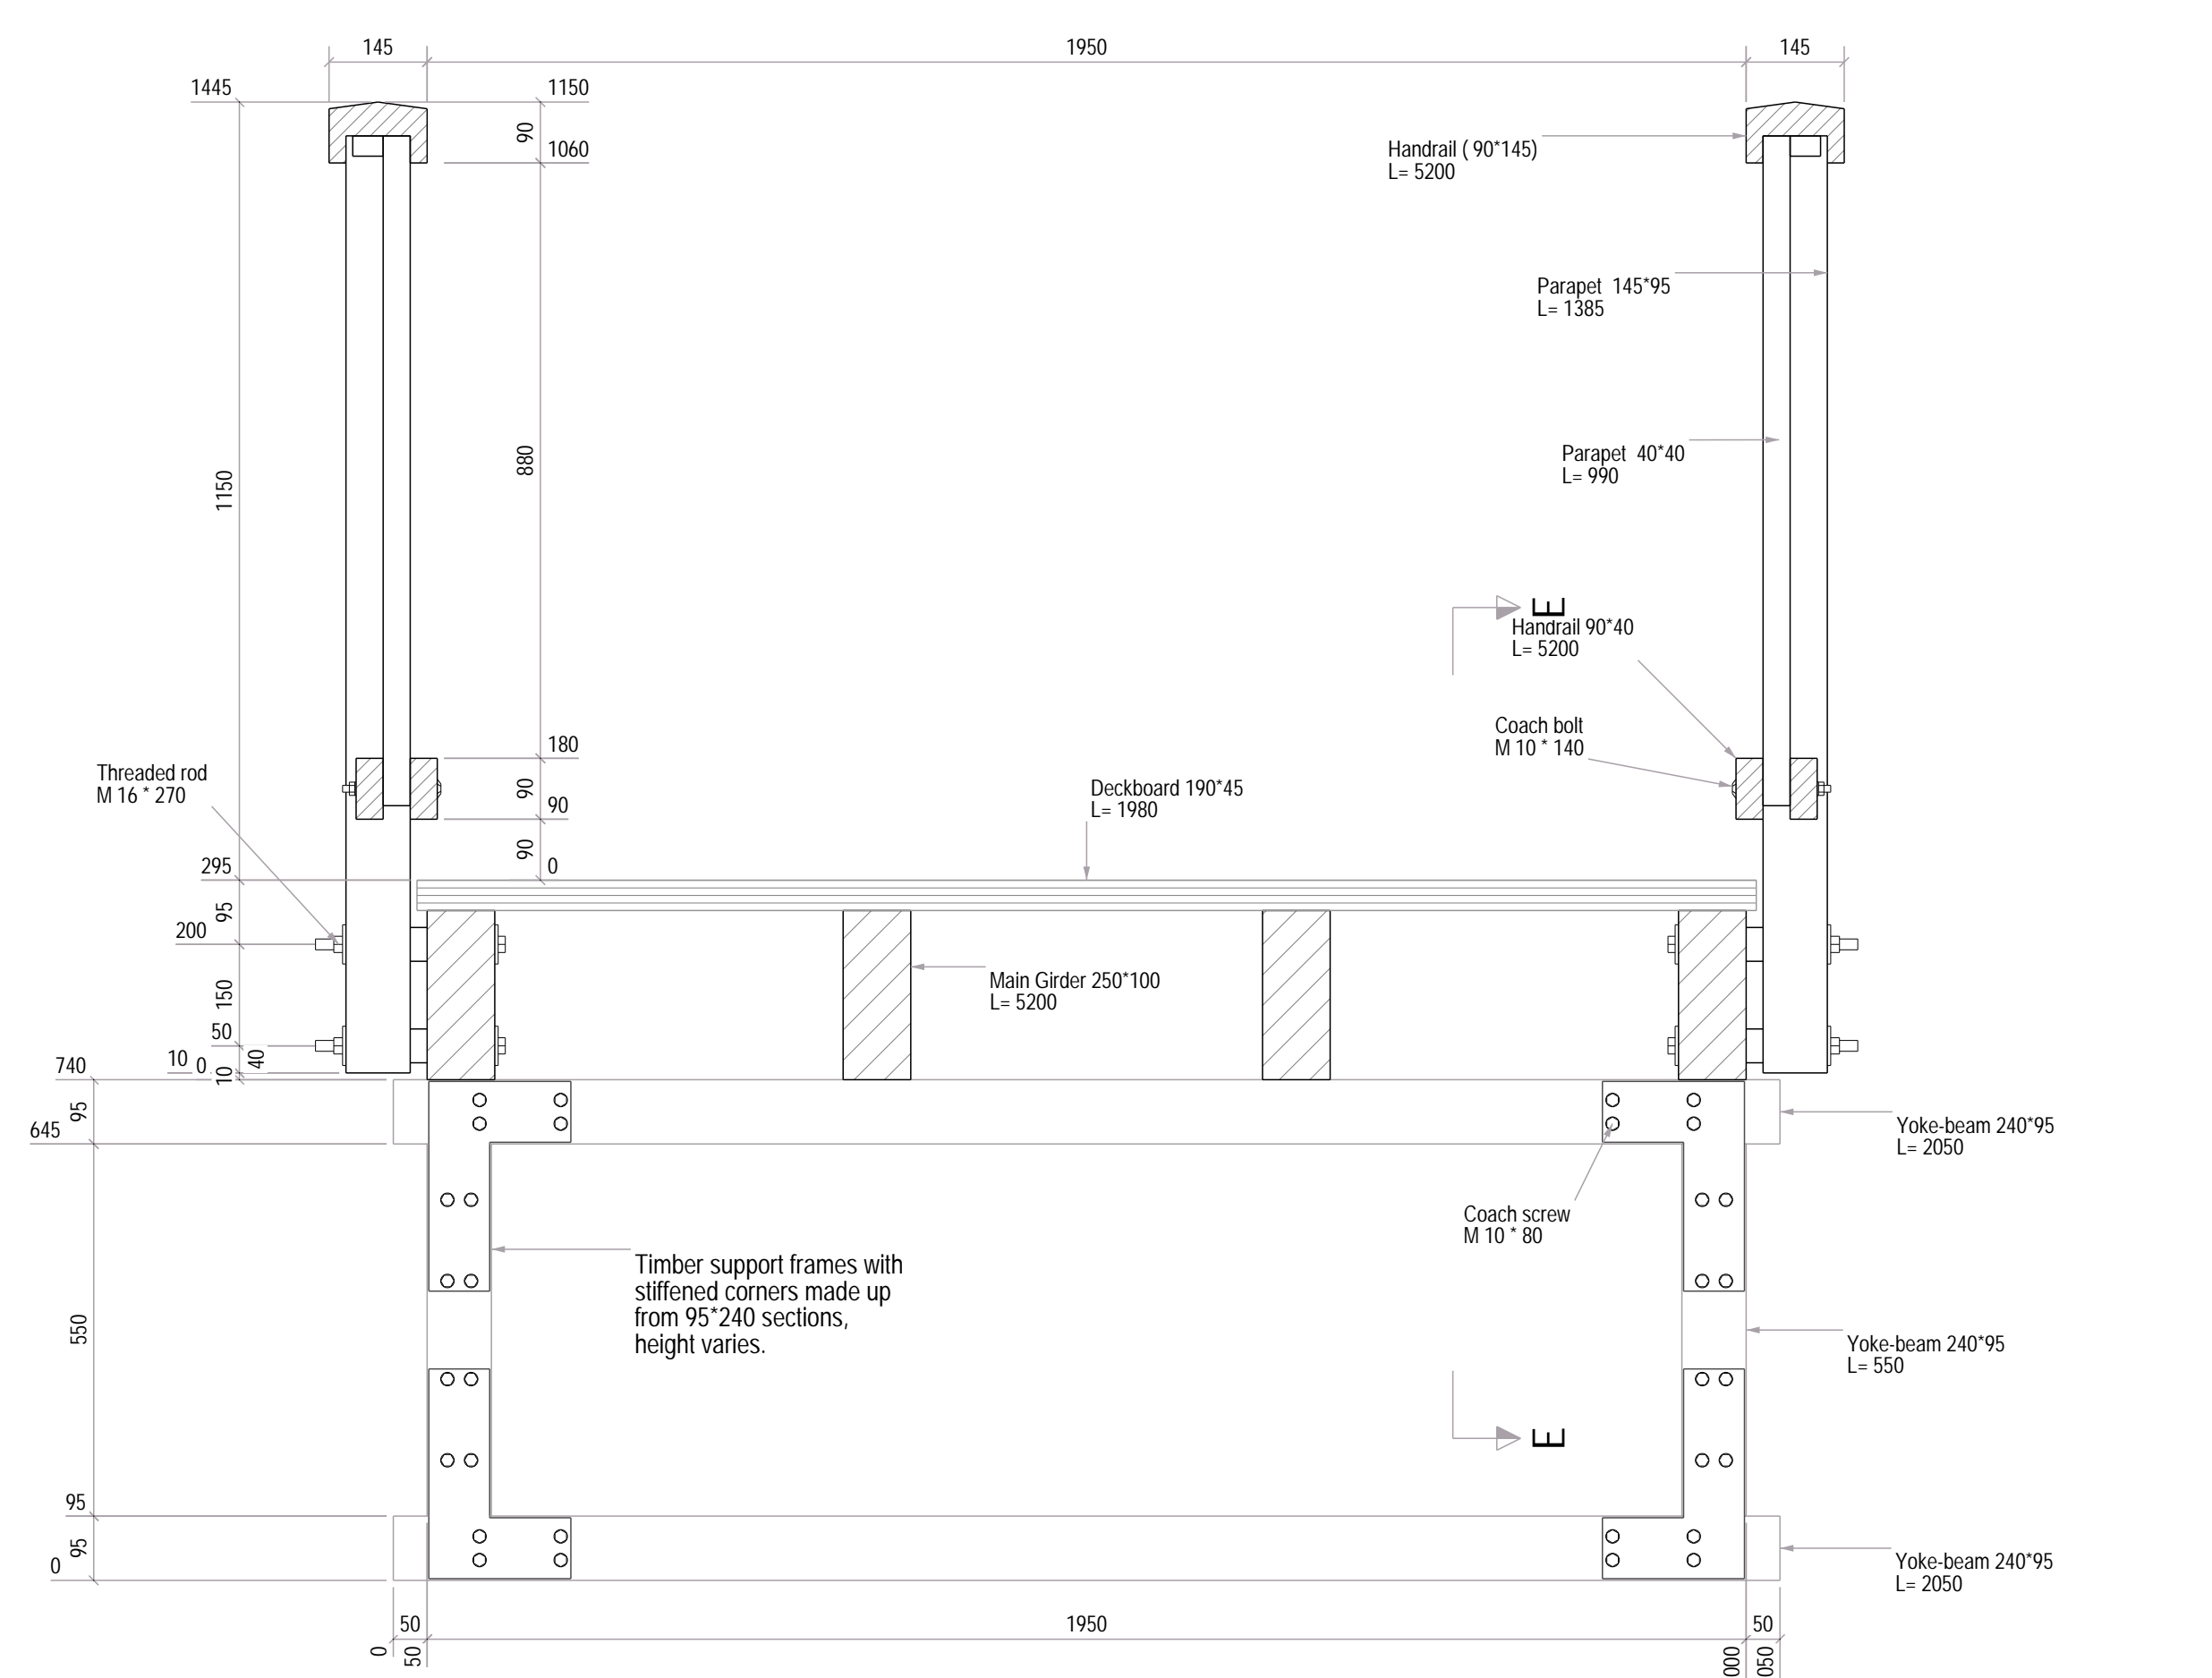 145
1950
145
1445
1150
90
1060
Handrail ( 90*145)
L= 5200
Parapet  145*95
L= 1385
1150
880
Parapet  40*40
L= 990
E
Handrail 90*40
L= 5200
Coach bolt
M 10 * 140
180
90
90
90
0
Threaded rod
M 16 * 270
Deckboard 190*45
L= 1980
295
95
200
150
50
40
10
0
10
Main Girder 250*100
L= 5200
740
95
645
Yoke-beam 240*95
L= 2050
Coach screw
M 10 * 80
Timber support frames with
stiffened corners made up
from 95*240 sections,
height varies.
550
Yoke-beam 240*95
L= 550
E
95
95
0
Yoke-beam 240*95
L= 2050
50
1950
50
0
50
000
050